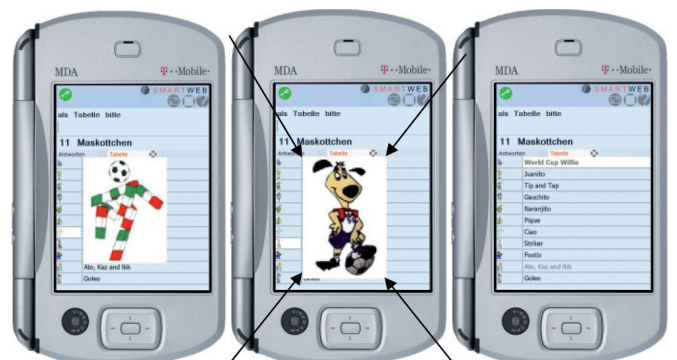 MDA T··Mobile·
SMARTWEB
als Tabelle bitte
11 Maskottchen
Antworten Tabelle
Ato, Kaz and Nik
Goleo
MDA T··Mobile·
SMARTWEB
als Tabelle bitte
11 Maskottchen
Antworten Tabelle
MDA T··Mobile·
SMARTWEB
als Tabelle bitte
11 Maskottchen
Antworten Tabelle
World Cup Willie
Juanito
Tip and Tap
Gauchito
Naranjito
Pique
Ciao
Striker
Footix
Ato, Kaz and Nik
Goleo